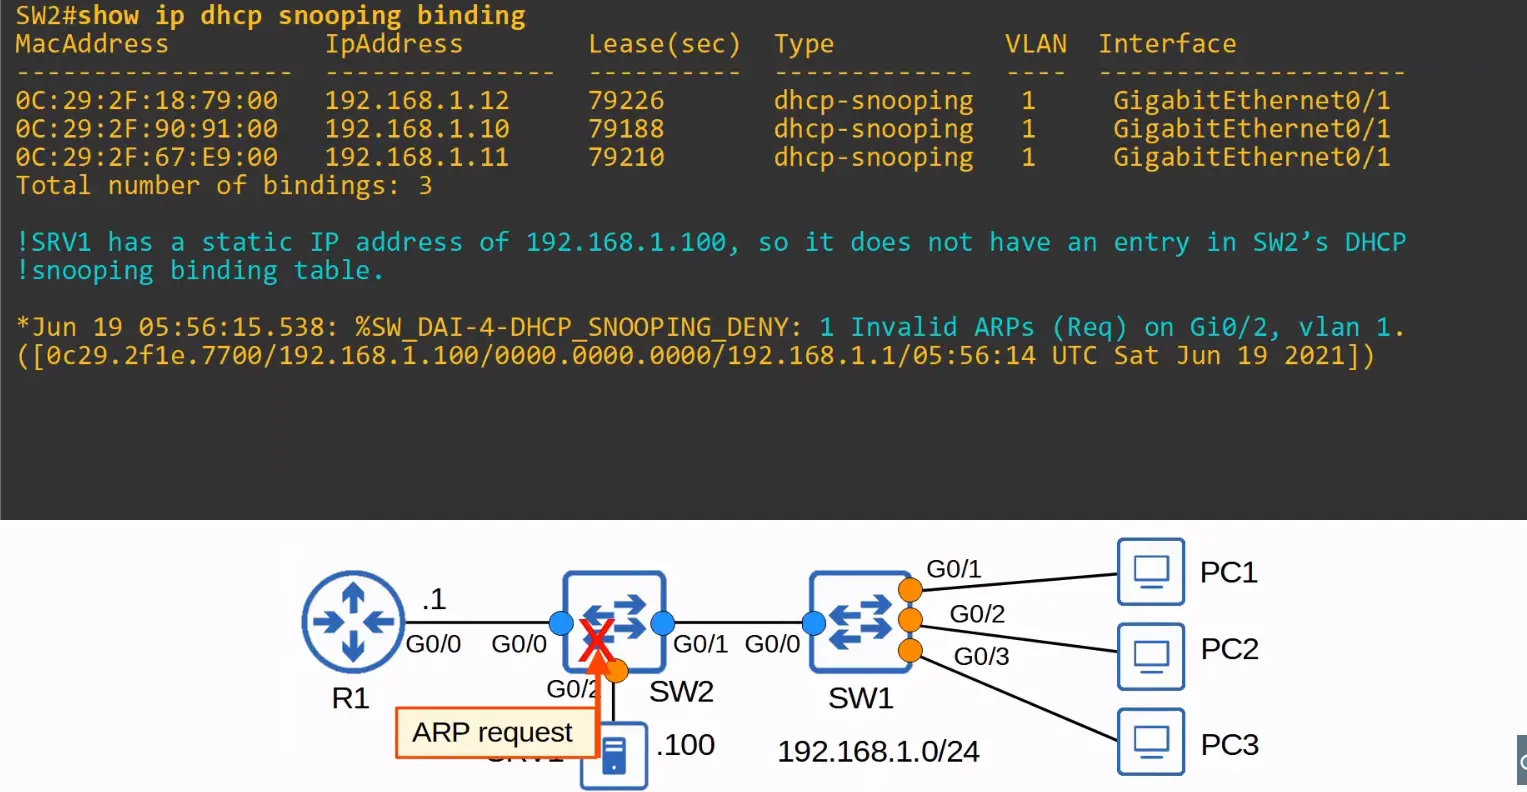 SW2#show ip dhcp snooping binding
MacAddress IpAddress Lease(sec) Type VLAN Interface
------------------ --------------- ---------- ------------- ---- --------------------
0C:29:2F:18:79:00 192.168.1.12 79226 dhcp-snooping 1 GigabitEthernet0/1
0C:29:2F:90:91:00 192.168.1.10 79188 dhcp-snooping 1 GigabitEthernet0/1
0C:29:2F:67:E9:00 192.168.1.11 79210 dhcp-snooping 1 GigabitEthernet0/1
Total number of bindings: 3
!SRV1 has a static IP address of 192.168.1.100, so it does not have an entry in SW2’s DHCP
!snooping binding table.
*Jun 19 05:56:15.538: %SW_DAI-4-DHCP_SNOOPING_DENY: 1 Invalid ARPs (Req) on Gi0/2, vlan 1.
([0c29.2f1e.7700/192.168.1.100/0000.0000.0000/192.168.1.1/05:56:14 UTC Sat Jun 19 2021])
G0/1
PC1
.1
G0/2
G0/0 G0/0 G0/1 G0/0
PC2
G0/3
G0/2
R1 SW2 SW1
ARP request
.100
192.168.1.0/24
PC3